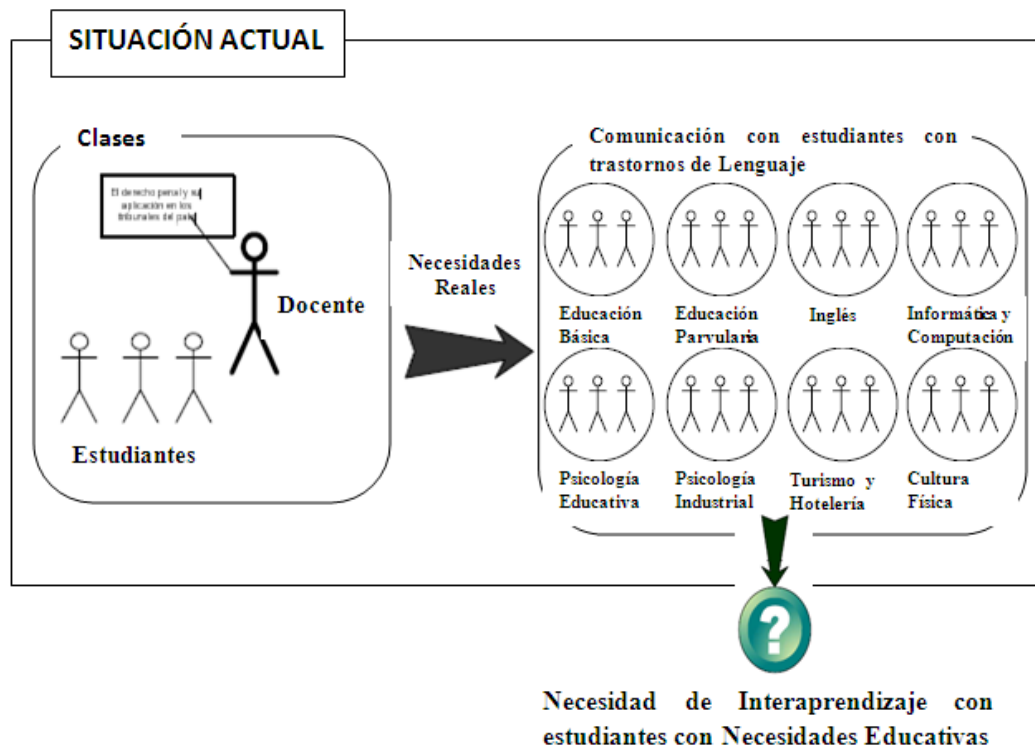 SITUACIÓN ACTUAL
Clases
El derecho penal y su
aplicación en los
tribunales del país
Docente
Estudiantes
Necesidades
Reales
Comunicación con estudiantes con
trastornos de Lenguaje
Educación
Básica
Educación
Parvularia
Inglés
Informática y
Computación
Psicología
Educativa
Psicología
Industrial
Turismo y
Hotelería
Cultura
Física
?
Necesidad de Interaprendizaje con
estudiantes con Necesidades Educativas